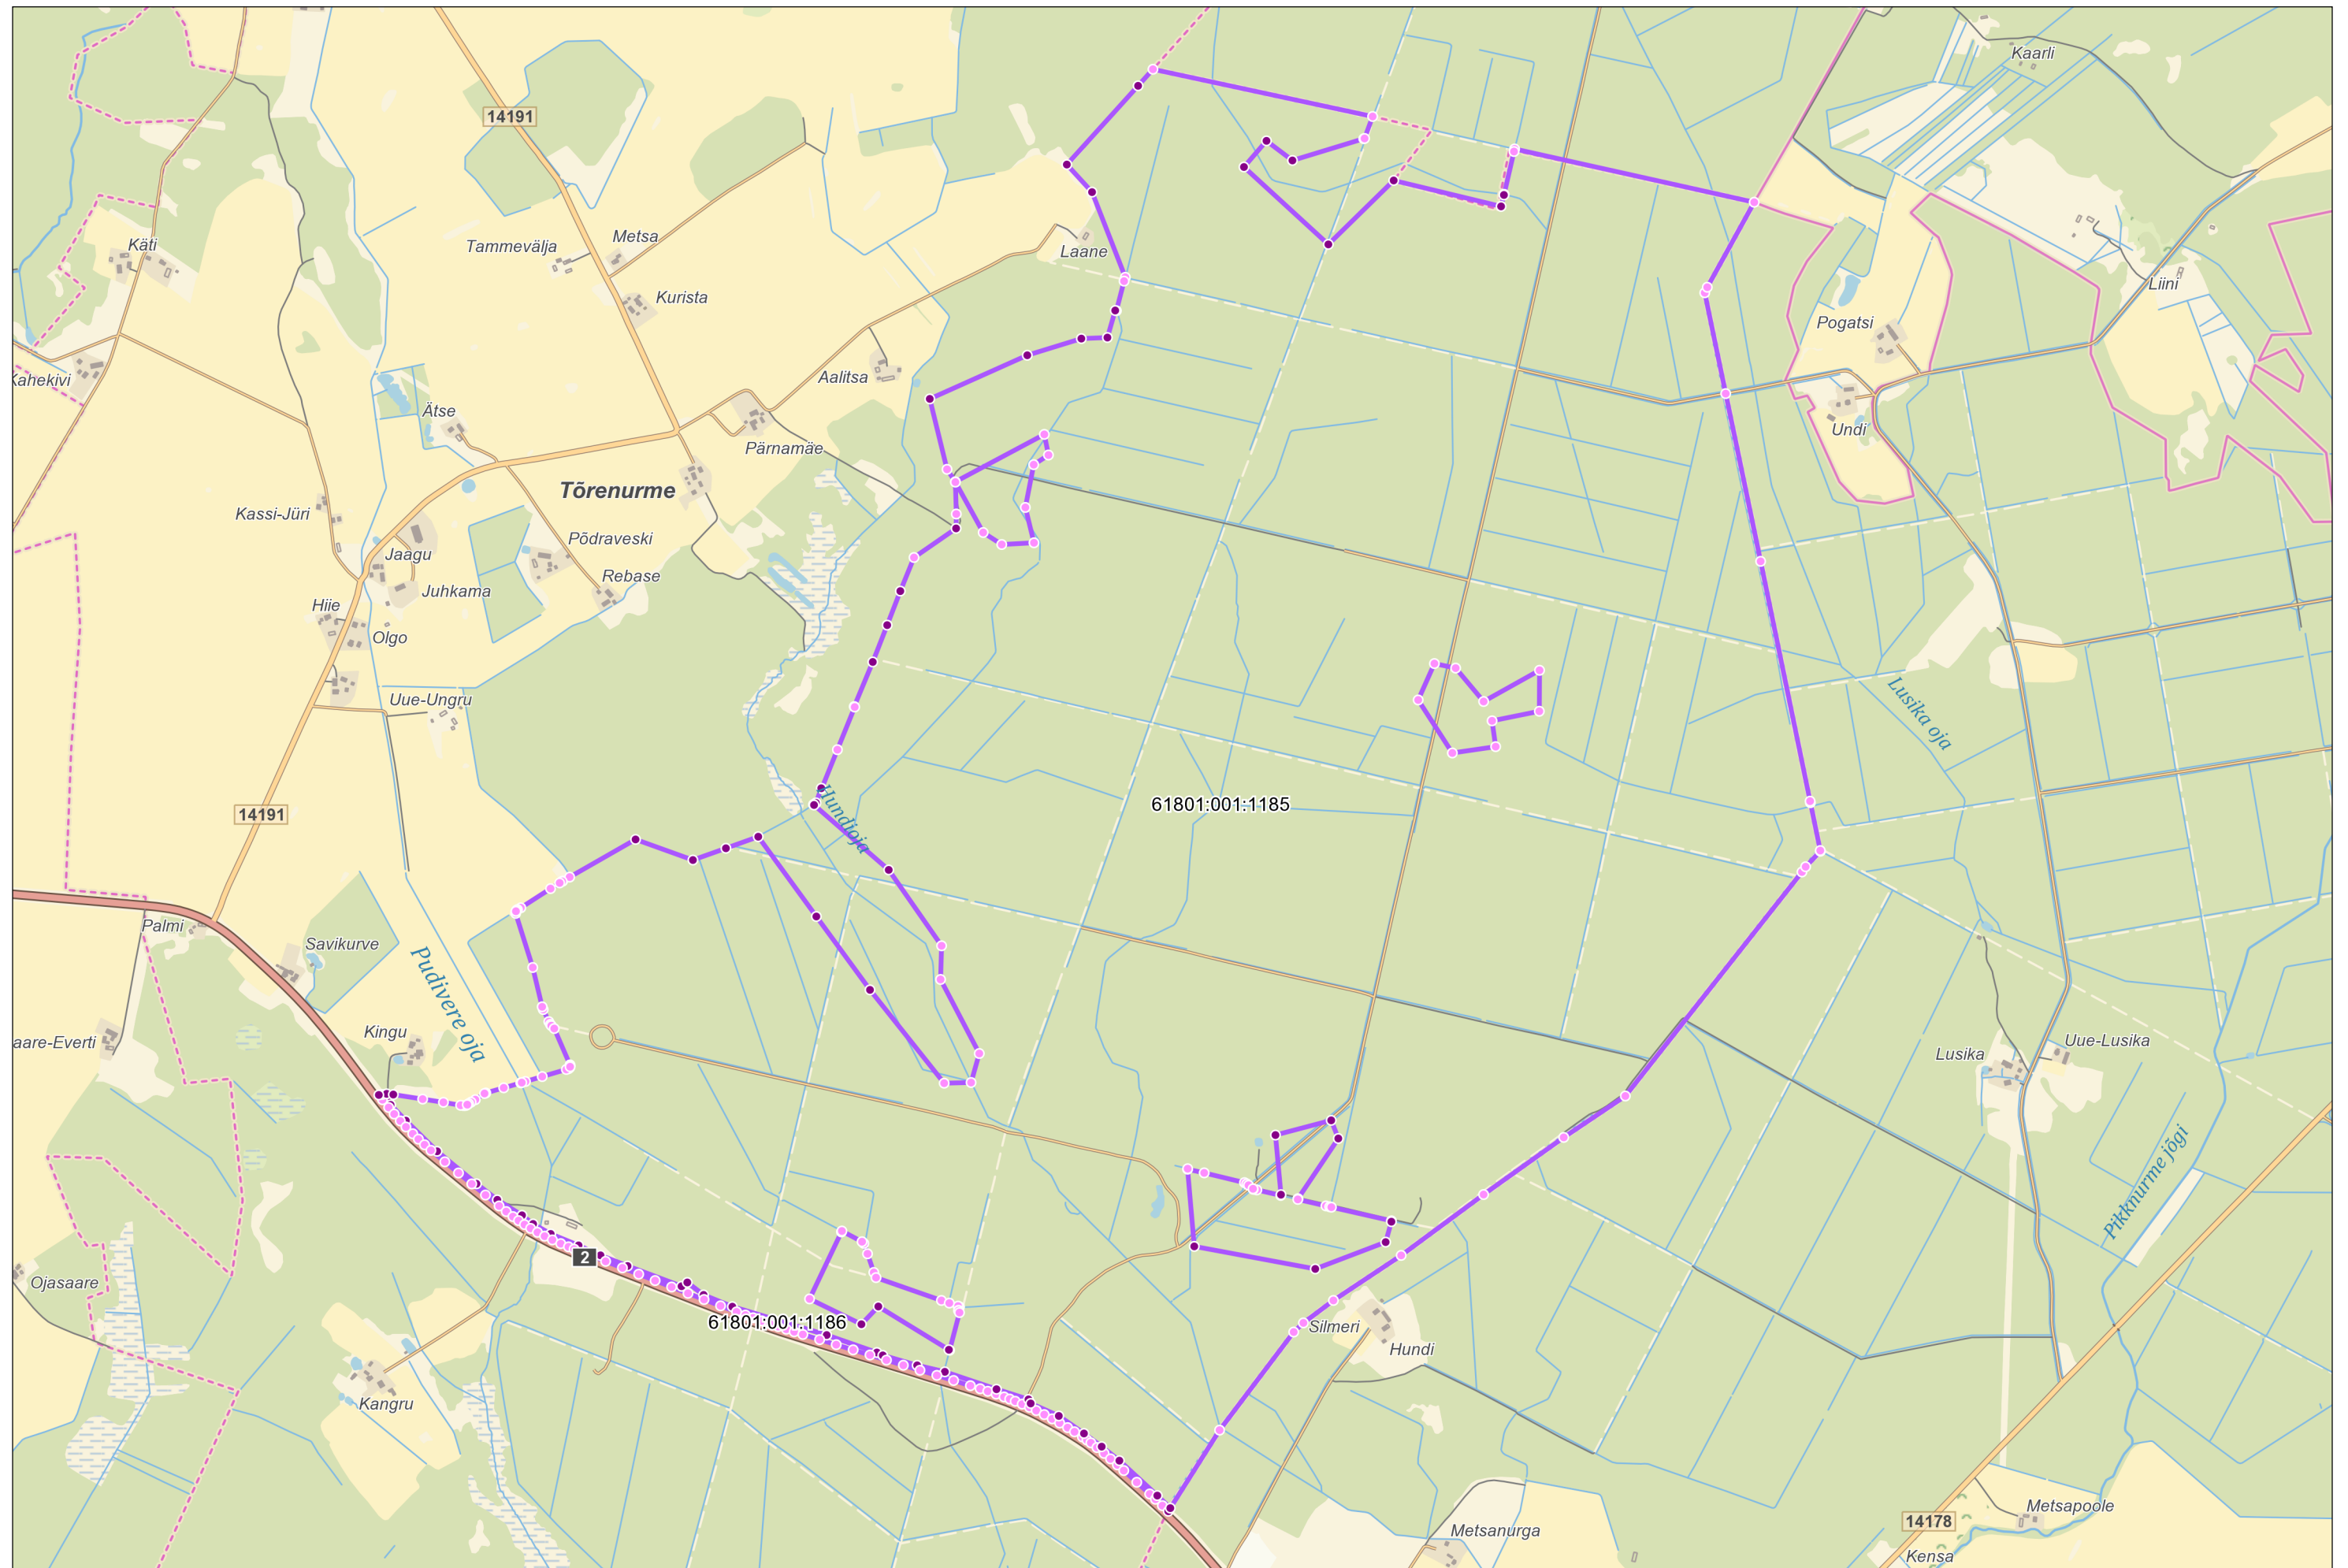 Kaarli
14191
Käti
Tammevälja
Metsa
Laane
Kurista
Liini
Pogatsi
Kahekivi
Aalitsa
Ätse
Undi
Pärnamäe
Tõrenurme
Kassi-Jüri
Põdraveski
Jaagu
Rebase
Juhkama
Hiie
Olgo
Uue-Ungru
Lusika oja
14191
Hundioja
61801:001:1185
Palmi
Savikurve
Pudivere oja
Kingu
aare-Everti
Uue-Lusika
Lusika
Pikknurme jõgi
2
Ojasaare
61801:001:1186
Silmeri
Hundi
Kangru
Metsapoole
14178
Metsanurga
Kensa